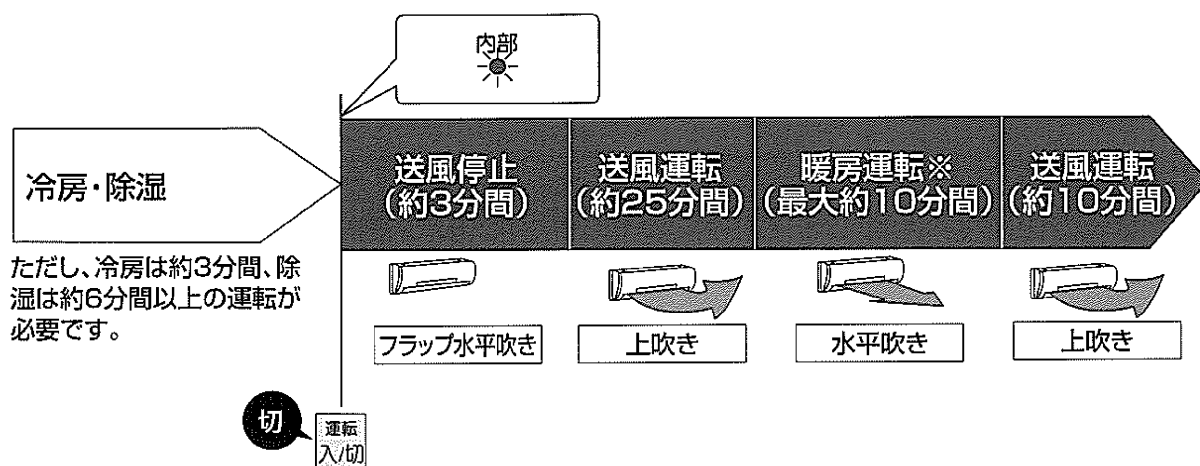 内部
冷房・除湿
送風停止
(約3分間)
送風運転
(約25分間)
暖房運転※
(最大約10分間)
送風運転
(約10分間)
ただし、冷房は約3分間、除
湿は約6分間以上の運転が
必要です。
フラップ水平吹き
上吹き
水平吹き
上吹き
切
運転
入/切